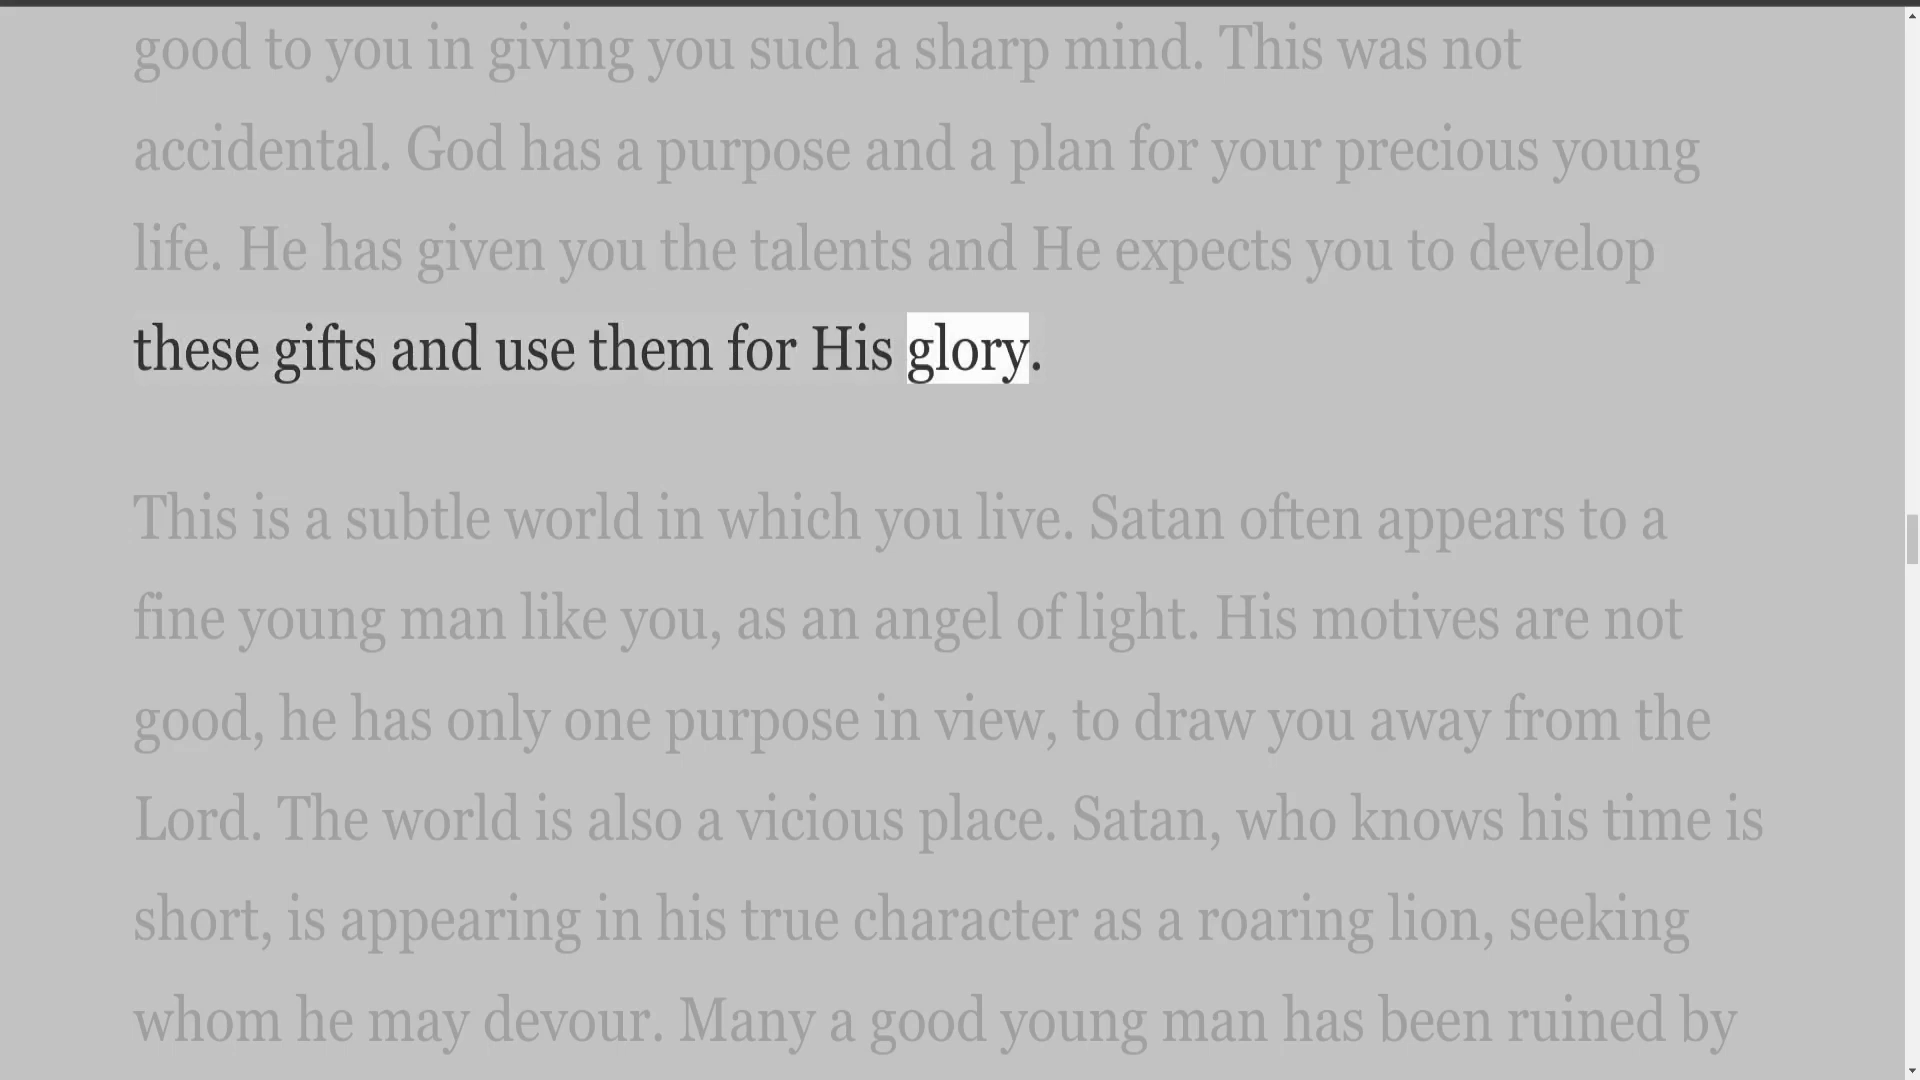 good to you in giving you such a sharp mind. This was not
accidental. God has a purpose and a plan for your precious young
life. He has given you the talents and He expects you to develop
these gifts and use them for His glory.
This is a subtle world in which you live. Satan often appears to a
fine young man like you, as an angel of light. His motives are not
good, he has only one purpose in view, to draw you away from the
Lord. The world is also a vicious place. Satan, who knows his time is
short, is appearing in his true character as a roaring lion, seeking
whom he may devour. Many a good young man has been ruined by